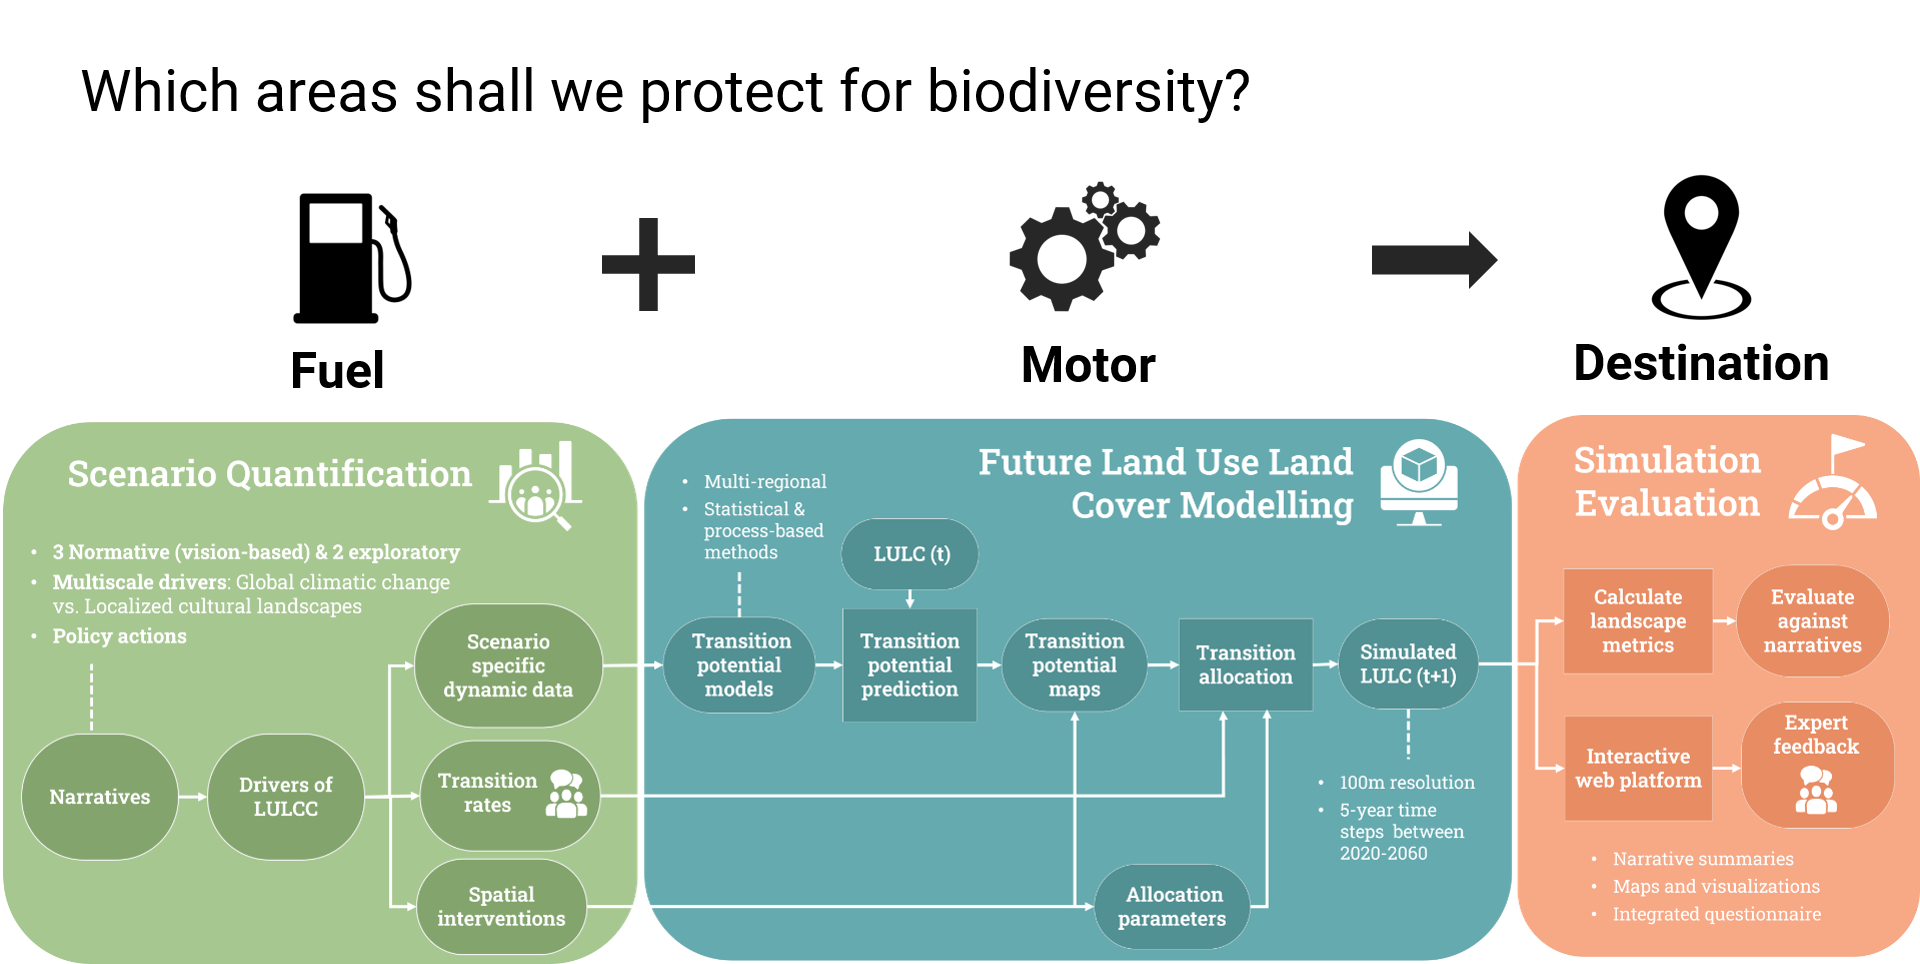 Which areas shall we protect for biodiversity?
Fuel
Motor
Destination
Scenario Quantification
• 3 Normative (vision-based) & 2 exploratory
• Multiscale drivers: Global climatic change
vs. Localized cultural landscapes
• Policy actions
Narratives
Drivers of
LULCC
Scenario
specific
dynamic data
Transition
rates
Spatial
interventions
Future Land Use Land
Cover Modelling
• Multi-regional
• Statistical &
process-based
methods
LULC (t)
Transition
potential
models
Transition
potential
prediction
Transition
potential
maps
Transition
allocation
Simulated
LULC (t+1)
• 100m resolution
• 5-year time
steps between
2020-2060
Allocation
parameters
Simulation
Evaluation
Calculate
landscape
metrics
Evaluate
against
narratives
Interactive
web platform
Expert
feedback
• Narrative summaries
• Maps and visualizations
• Integrated questionnaire